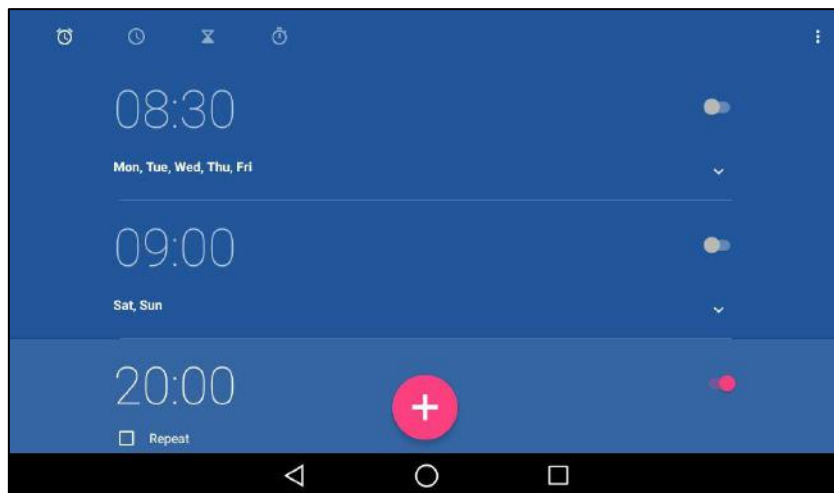 08:30
Mon, Tue, Wed, Thu, Fri
09:00
Sat, Sun
20:00
Repeat